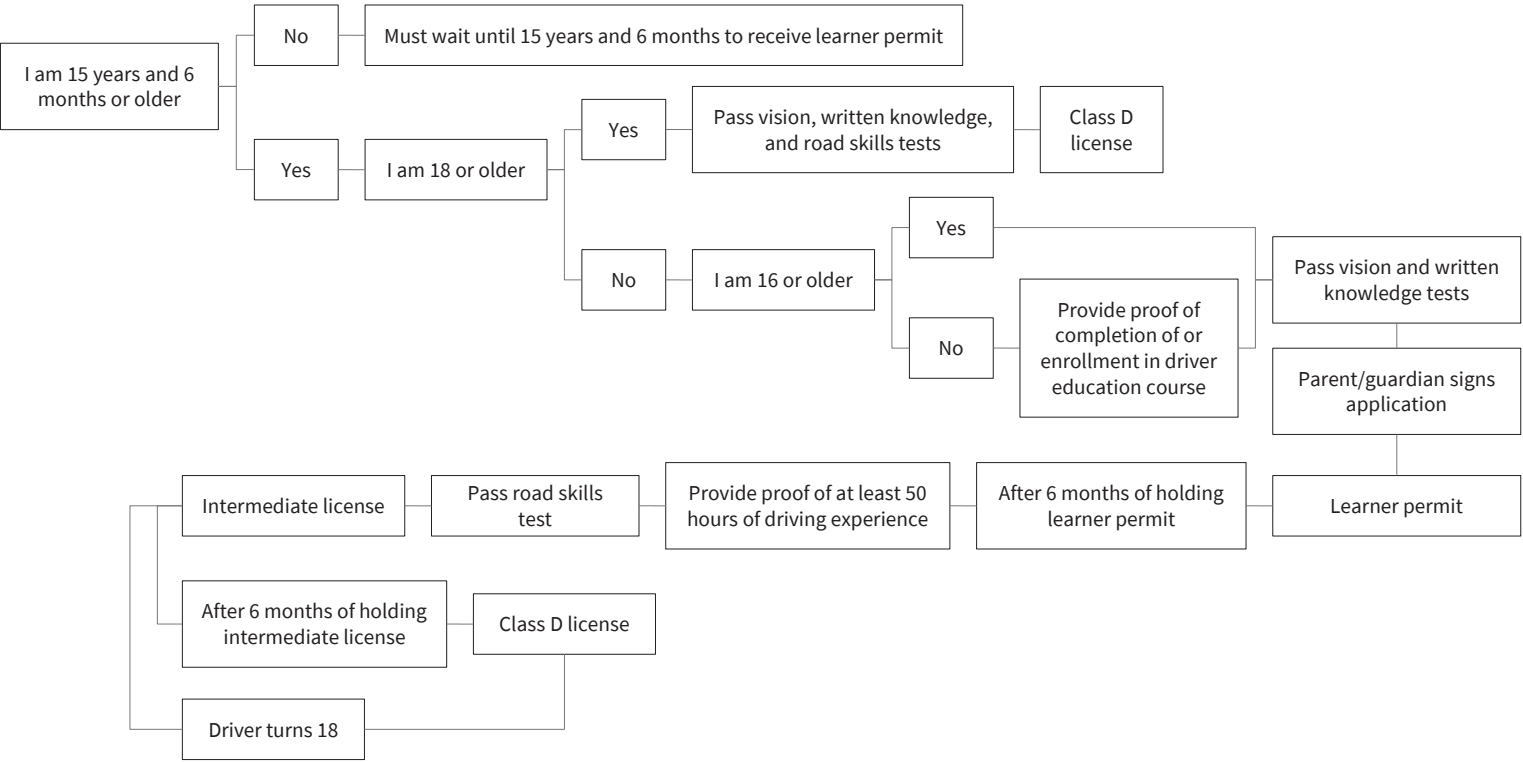 I am 15 years and 6
months or older
No
Must wait until 15 years and 6 months to receive learner permit
Yes
I am 18 or older
Yes
Pass vision, written knowledge,
and road skills tests
Class D
license
No
I am 16 or older
Yes
No
Provide proof of
completion of or
enrollment in driver
education course
Pass vision and written
knowledge tests
Parent/guardian signs
application
Learner permit
After 6 months of holding
learner permit
Provide proof of at least 50
hours of driving experience
Pass road skills
test
Intermediate license
After 6 months of holding
intermediate license
Class D license
Driver turns 18